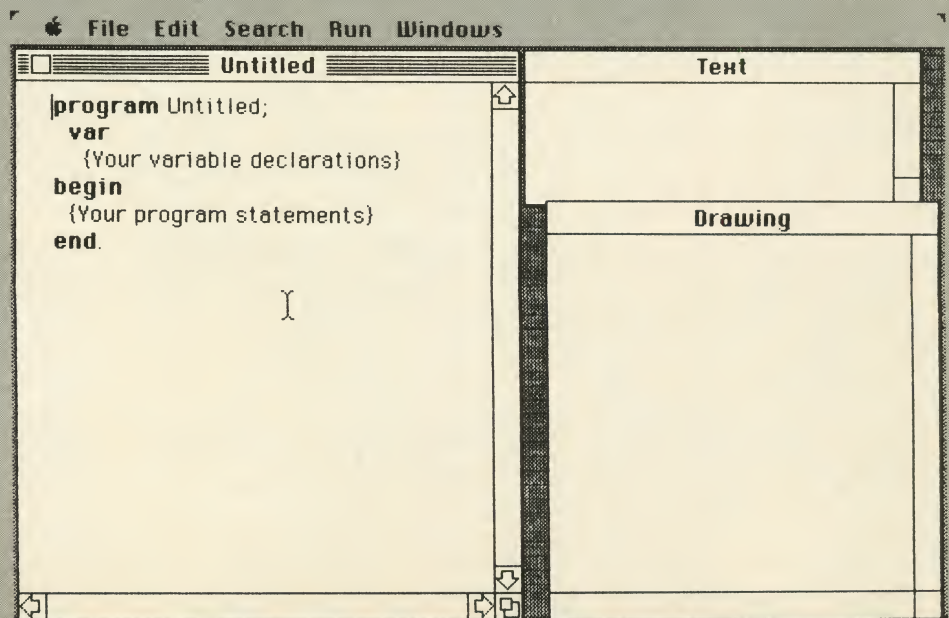 File Edit Search Run Windows
Untitled
program Untitled;
var
{Your variable declarations}
begin
{Your program statements}
end.
Text
Drawing